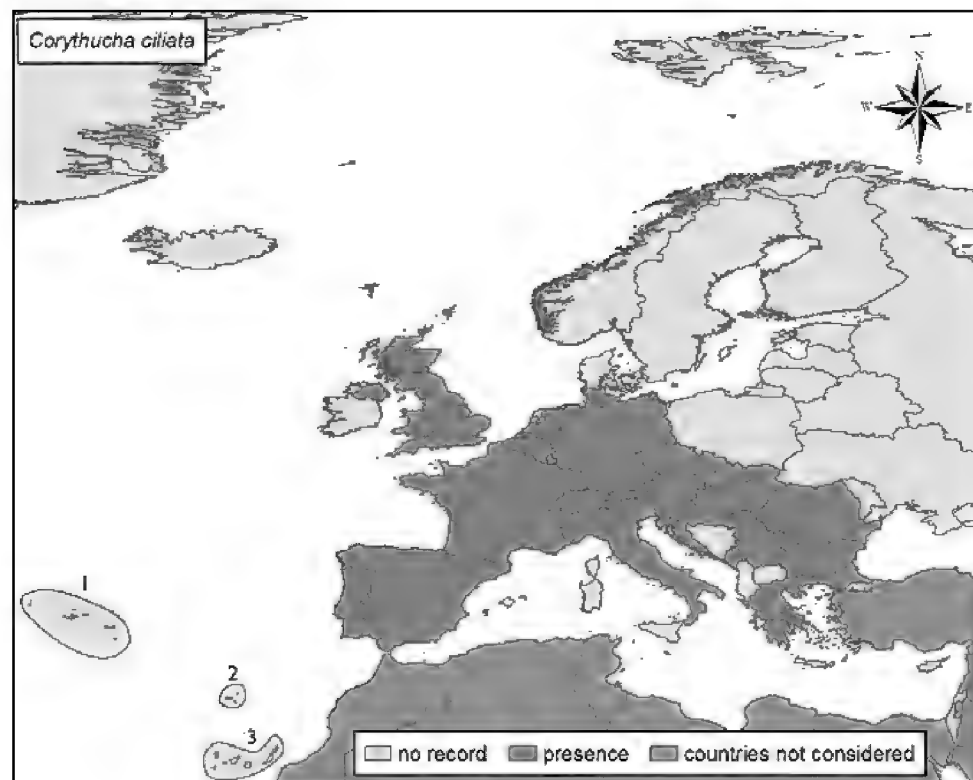 Corythucha ciliata
N
W E
S
1
2
3
no record presence countries not considered